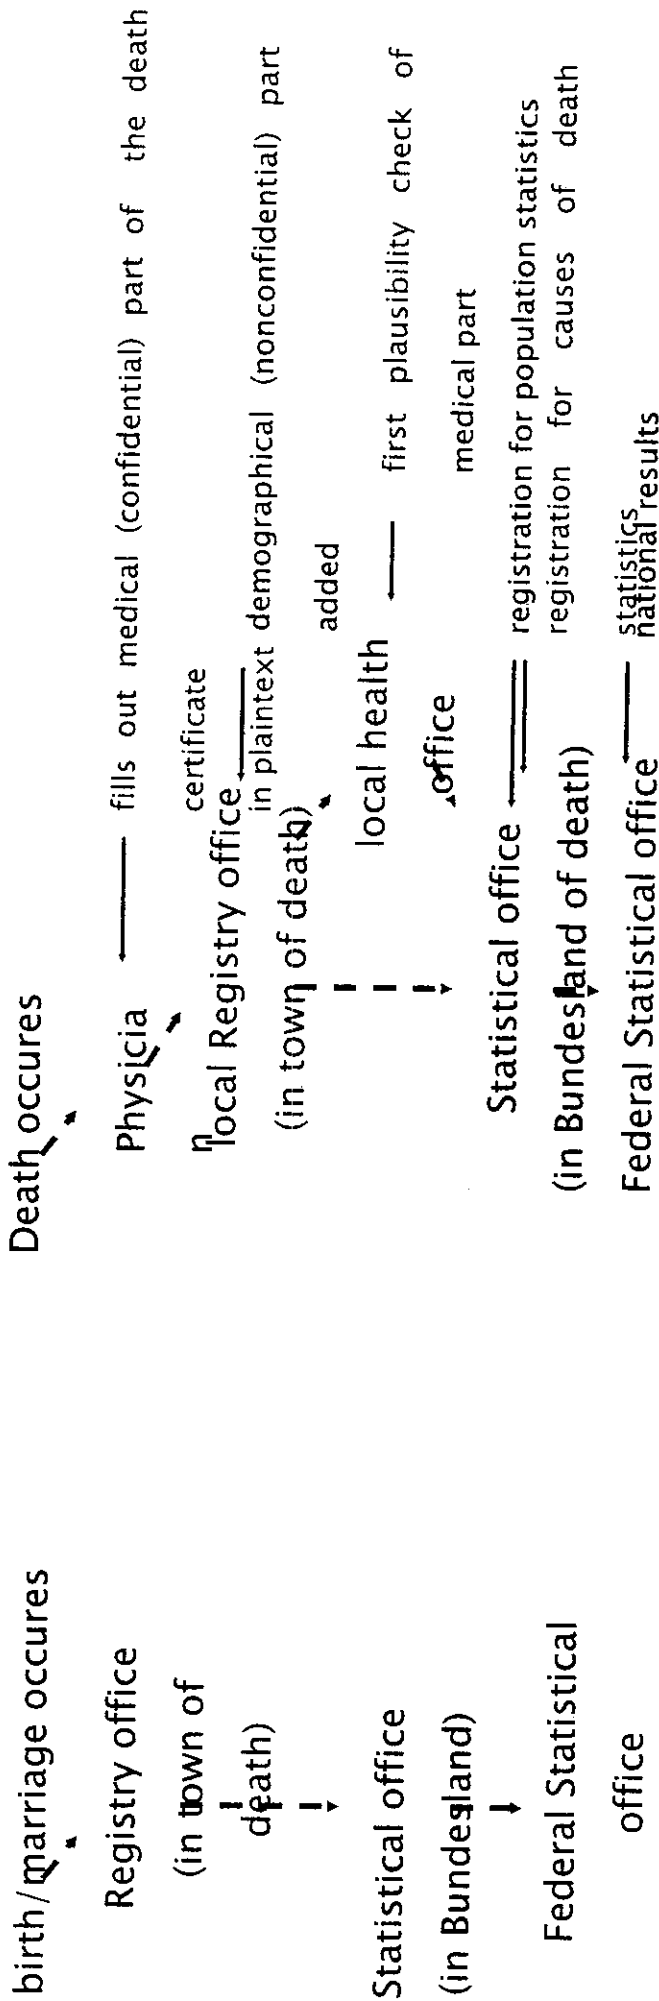 birth/marriage occures
Registry office
(in town of
death)
Statistical office
(in Bundesland)
Federal Statistical
office
Death occures
Physicia
n
fills out medical (confidential) part of the death
certificate
in plaintext
local Registry office
(in town of death)
demographical (nonconfidential) part
added
local health
office
first plausibility check of
medical part
Statistical office
(in Bundesland of death)
registration for population statistics
registration for causes of death
statistics
Federal Statistical office
national results